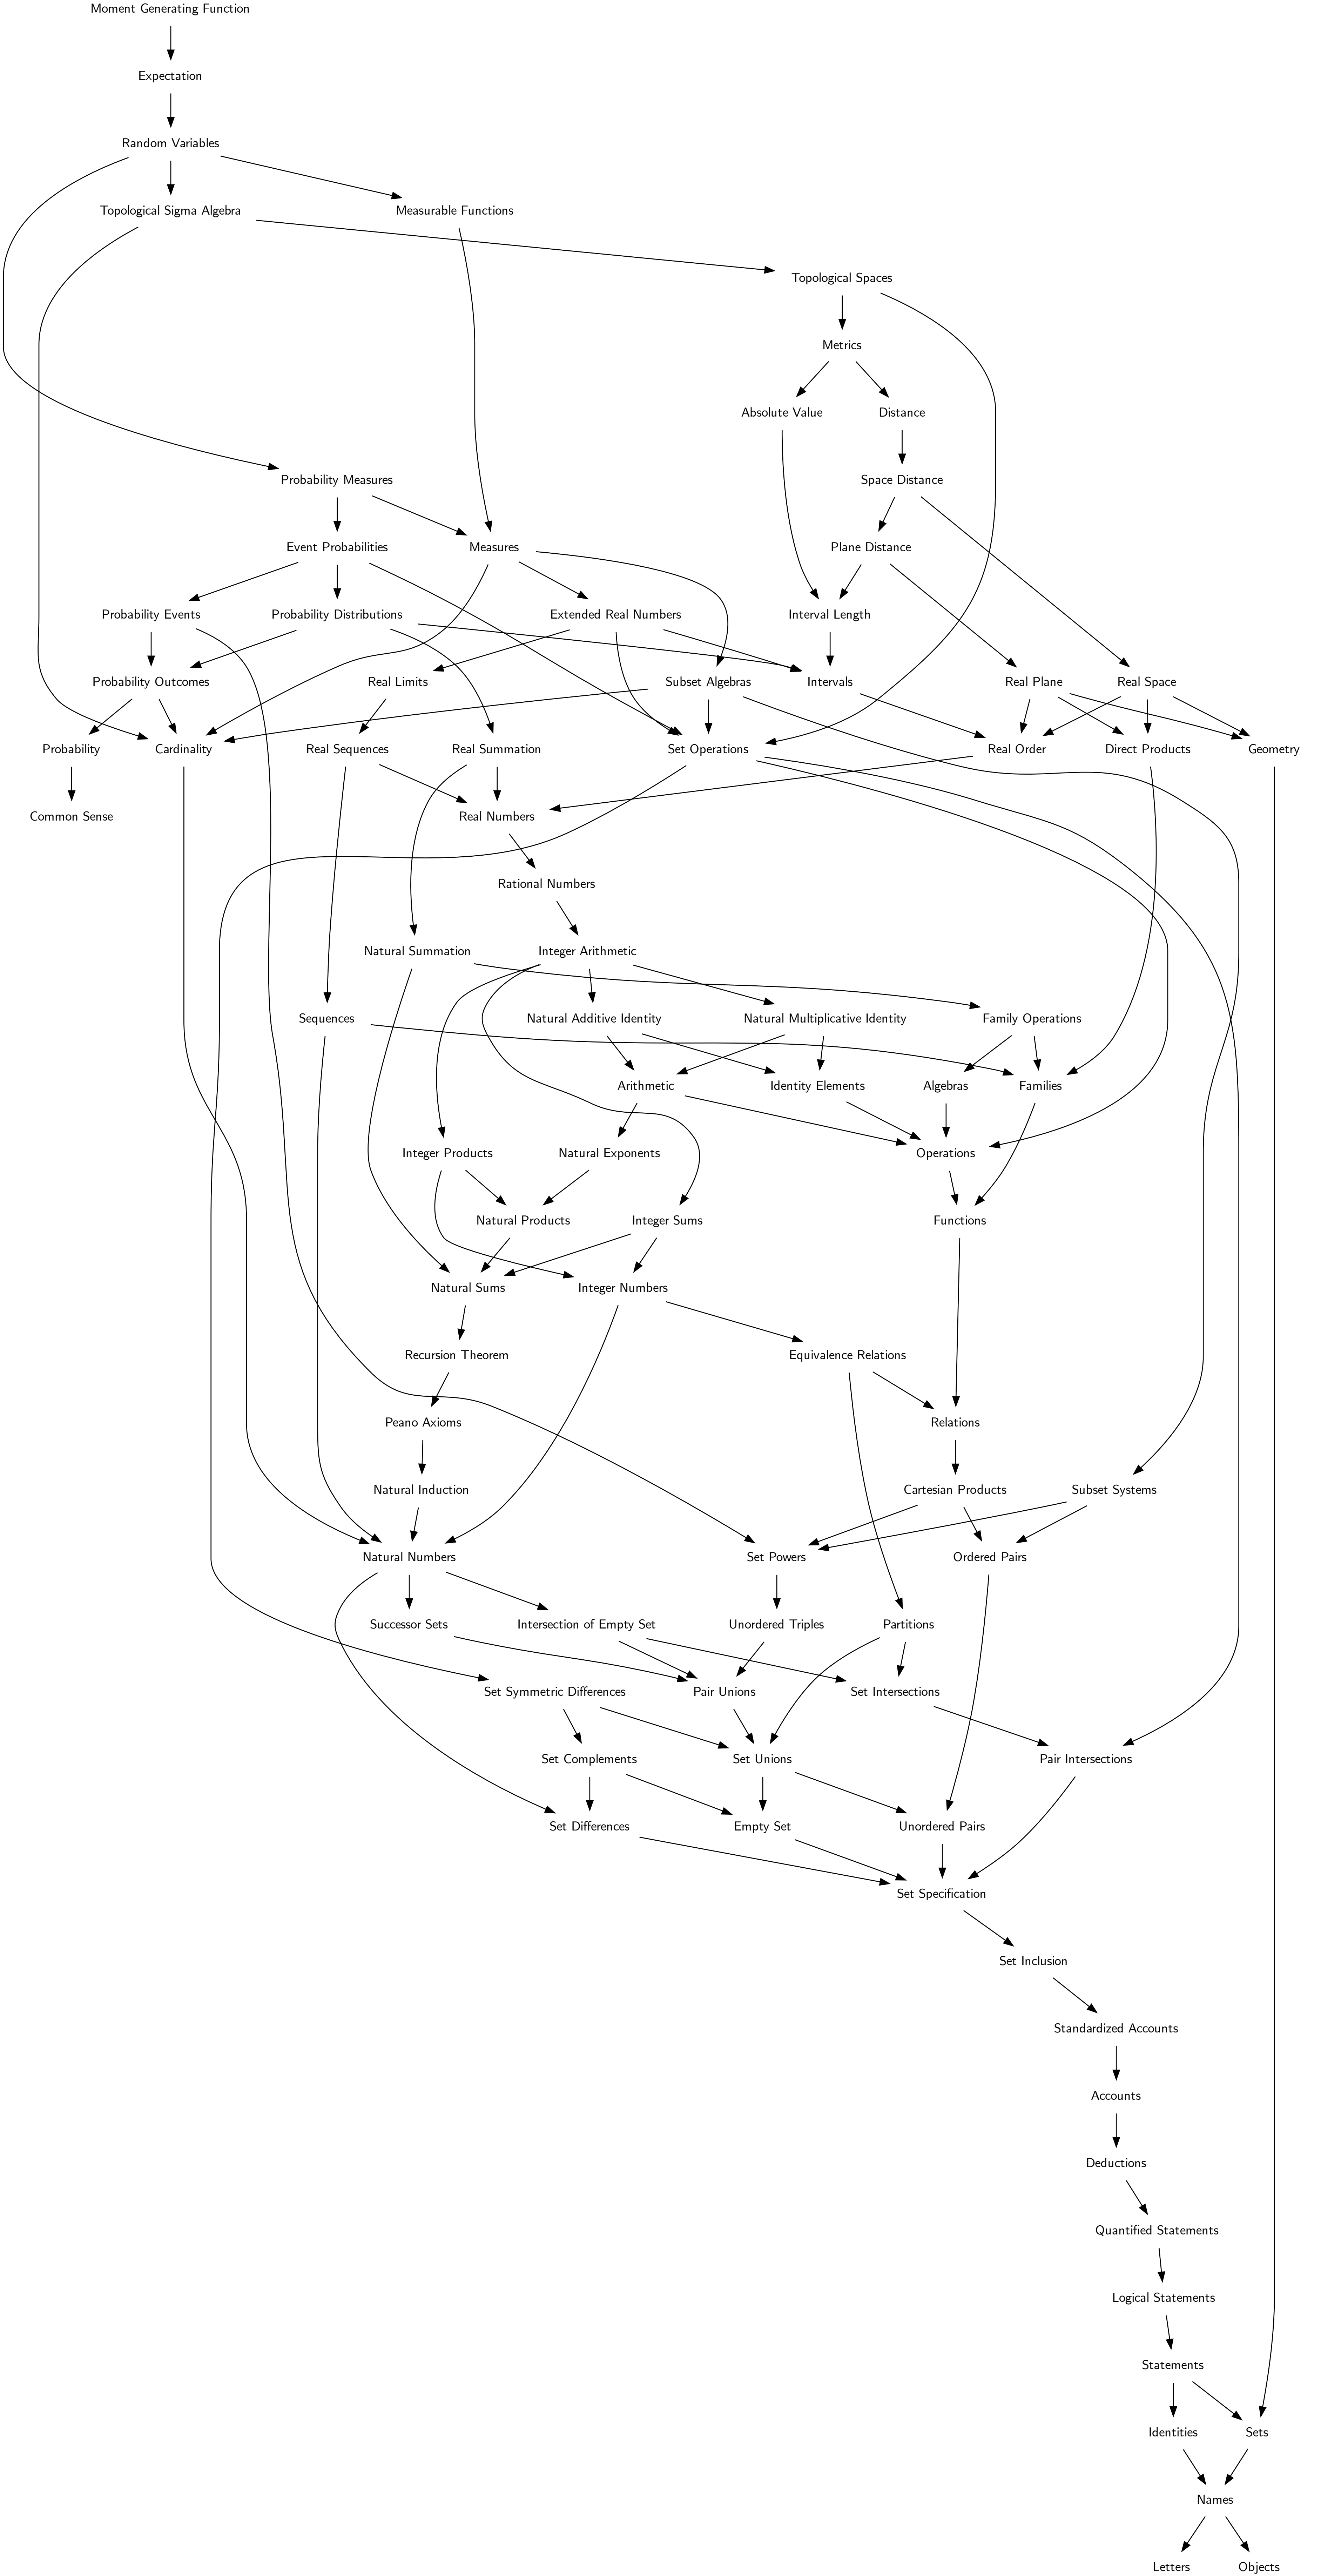 Moment Generating Function
Expectation
Random Variables
Topological Sigma Algebra
Measurable Functions
Topological Spaces
Metrics
Absolute Value
Distance
Probability Measures
Space Distance
Event Probabilities
Measures
Plane Distance
Probability Events
Probability Distributions
Extended Real Numbers
Interval Length
Probability Outcomes
Real Limits
Subset Algebras
Intervals
Real Plane
Real Space
Probability
Cardinality
Real Sequences
Real Summation
Set Operations
Real Order
Direct Products
Geometry
Common Sense
Real Numbers
Rational Numbers
Natural Summation
Integer Arithmetic
Sequences
Natural Additive Identity
Natural Multiplicative Identity
Family Operations
Arithmetic
Identity Elements
Algebras
Families
Integer Products
Natural Exponents
Operations
Natural Products
Integer Sums
Functions
Natural Sums
Integer Numbers
Recursion Theorem
Equivalence Relations
Peano Axioms
Relations
Natural Induction
Cartesian Products
Subset Systems
Natural Numbers
Set Powers
Ordered Pairs
Successor Sets
Intersection of Empty Set
Unordered Triples
Partitions
Set Symmetric Differences
Pair Unions
Set Intersections
Set Complements
Set Unions
Pair Intersections
Set Differences
Empty Set
Unordered Pairs
Set Specification
Set Inclusion
Standardized Accounts
Accounts
Deductions
Quantified Statements
Logical Statements
Statements
Identities
Sets
Names
Letters
Objects